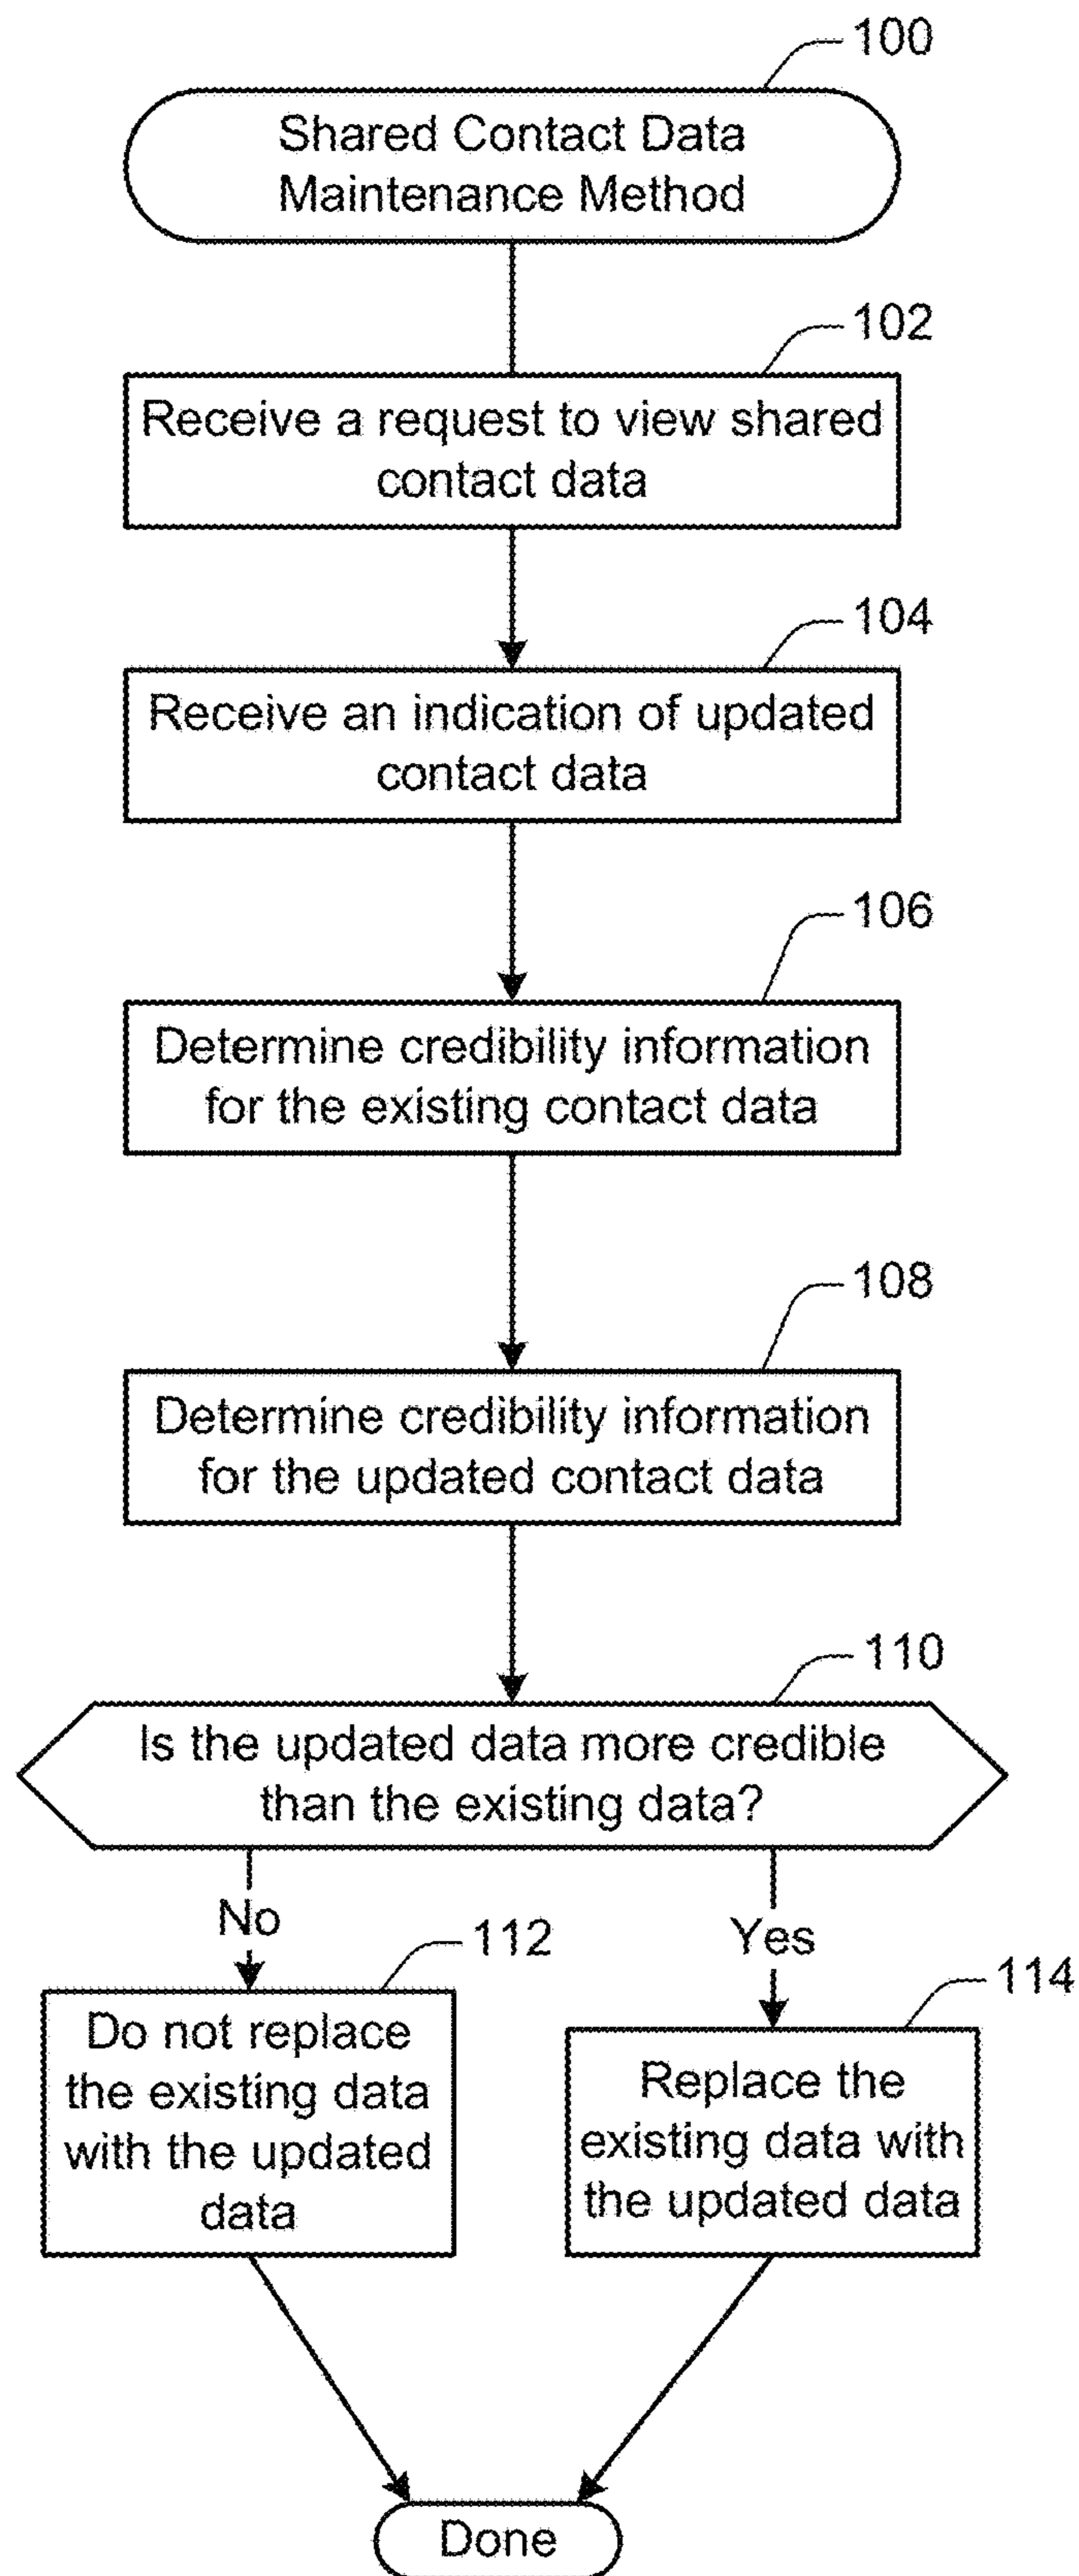 100
Shared Contact Data
Maintenance Method
102
Receive a request to view shared
contact data
104
Receive an indication of updated
contact data
106
Determine credibility information
for the existing contact data
108
Determine credibility information
for the updated contact data
110
Is the updated data more credible
than the existing data?
No
Yes
112
Do not replace
the existing data
with the updated
data
114
Replace the
existing data with
the updated data
Done